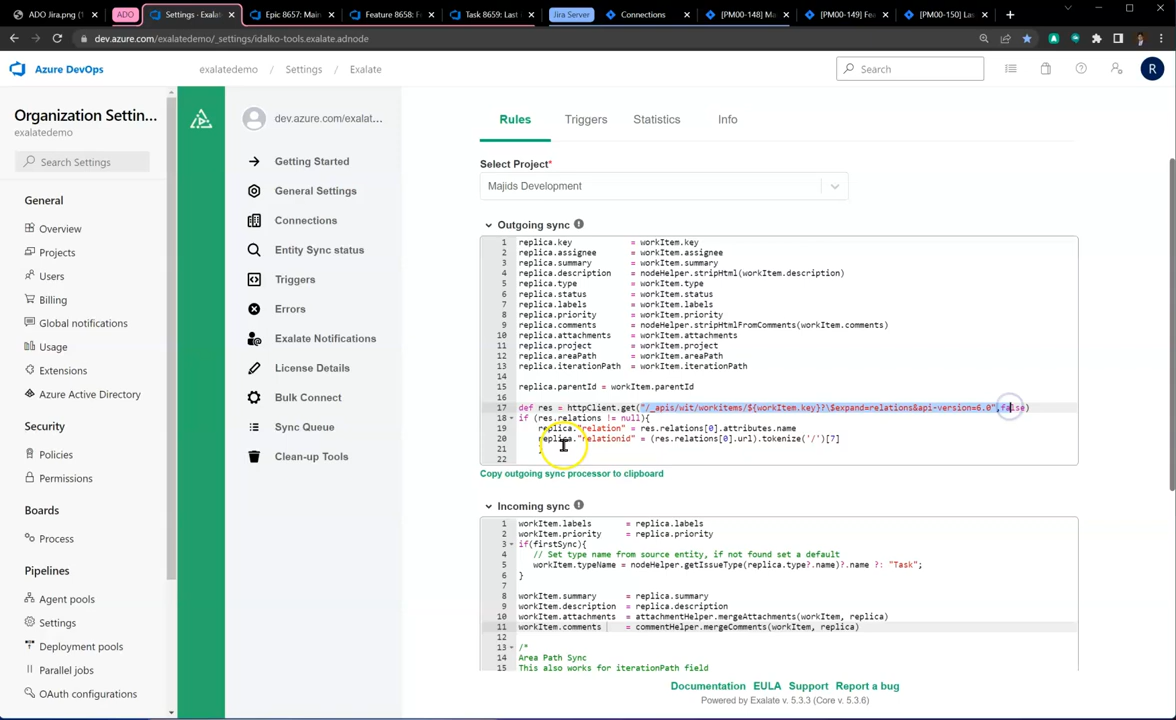 ADO Jira.png (1174×61
ADO
Settings - Exalate
Epic 8657: Main
Feature 8658: Fe
Task 8659: Last
Jira Server
Connections
[PM00-148] Ma
[PM00-149] Fea
[PM00-150] Las
dev.azure.com/exalatedemo/_settings/idalko-tools.exalate.adnode
Azure DevOps
exalatedemo / Settings / Exalate
Search
R
Organization Settin...
exalatedemo
Search Settings
General
Overview
Projects
Users
Billing
Global notifications
Usage
Extensions
Azure Active Directory
Security
Policies
Permissions
Boards
Process
Pipelines
Agent pools
Settings
Deployment pools
Parallel jobs
OAuth configurations
dev.azure.com/exalat...
Getting Started
General Settings
Connections
Entity Sync status
Triggers
Errors
Exalate Notifications
License Details
Bulk Connect
Sync Queue
Clean-up Tools
Rules Triggers Statistics Info
Select Project*
Majids Development
Outgoing sync
1 replica.key = workItem.key
2 replica.assignee = workItem.assignee
3 replica.summary = workItem.summary
4 replica.description = nodeHelper.stripHtml(workItem.description)
5 replica.type = workItem.type
6 replica.status = workItem.status
7 replica.labels = workItem.labels
8 replica.priority = workItem.priority
9 replica.comments = nodeHelper.stripHtmlFromComments(workItem.comments)
10 replica.attachments = workItem.attachments
11 replica.project = workItem.project
12 replica.areaPath = workItem.areaPath
13 replica.iterationPath = workItem.iterationPath
14
15 replica.parentId = workItem.parentId
16
17 def res = httpClient.get("/_apis/wit/workitems/${workItem.key}?\$expand=relations&api-version=6.0",false)
18 if (res.relations != null){
19 replica."relation" = res.relations[0].attributes.name
20 replica."relationid" = (res.relations[0].url).tokenize('/')[7]
21 }
22
Copy outgoing sync processor to clipboard
Incoming sync
1 workItem.labels = replica.labels
2 workItem.priority = replica.priority
3 if(firstSync){
4 // Set type name from source entity, if not found set a default
5 workItem.typeName = nodeHelper.getIssueType(replica.type?.name)?.name ?: "Task";
6 }
7
8 workItem.summary = replica.summary
9 workItem.description = replica.description
10 workItem.attachments = attachmentHelper.mergeAttachments(workItem, replica)
11 workItem.comments = commentHelper.mergeComments(workItem, replica)
12
13 /*
14 Area Path Sync
15 This also works for iterationPath field
Documentation EULA Support Report a bug
Powered by Exalate v. 5.3.3 (Core v. 5.3.6)